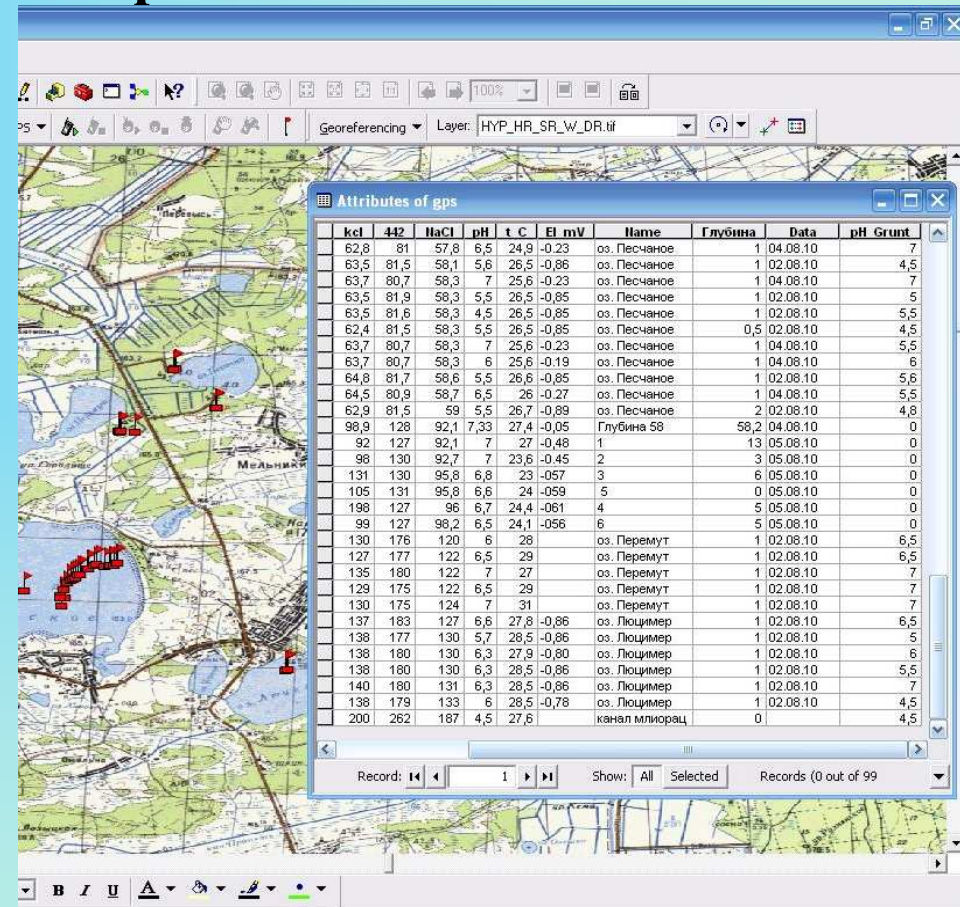 100%
Georeferencing Layer: HYP_HR_SR_W_DR.tif
Attributes of gps
kcl 442 NaCl pH t_C El_mV Name Глубина Data pH_Grunt
62,8 81 57,8 6,5 24,9 -0.23 оз. Песчаное 1 04.08.10 7
63,5 81,5 58,1 5,6 26,5 -0,86 оз. Песчаное 1 02.08.10 4,5
63,7 80,7 58,3 7 25,6 -0.23 оз. Песчаное 1 04.08.10 7
63,5 81,9 58,3 5,5 26,5 -0,85 оз. Песчаное 1 02.08.10 5
63,5 81,6 58,3 4,5 26,5 -0,85 оз. Песчаное 1 02.08.10 5,5
62,4 81,5 58,3 5,5 26,5 -0,85 оз. Песчаное 0,5 02.08.10 4,5
63,7 80,7 58,3 7 25,6 -0.23 оз. Песчаное 1 04.08.10 5,5
63,7 80,7 58,3 6 25,6 -0.19 оз. Песчаное 1 04.08.10 6
64,8 81,7 58,6 5,5 26,6 -0,85 оз. Песчаное 1 02.08.10 5,6
64,5 80,9 58,7 6,5 26 -0.27 оз. Песчаное 1 04.08.10 5,5
62,9 81,5 59 5,5 26,7 -0,89 оз. Песчаное 2 02.08.10 4,8
98,9 128 92,1 7,33 27,4 -0,05 Глубина 58 58,2 04.08.10 0
92 127 92,1 7 27 -0,48 1 13 05.08.10 0
98 130 92,7 7 23,6 -0.45 2 3 05.08.10 0
131 130 95,8 6,8 23 -057 3 6 05.08.10 0
105 131 95,8 6,6 24 -059 5 0 05.08.10 0
198 127 96 6,7 24,4 -061 4 5 05.08.10 0
99 127 98,2 6,5 24,1 -056 6 5 05.08.10 0
130 176 120 6 28 оз. Перемут 1 02.08.10 6,5
127 177 122 6,5 29 оз. Перемут 1 02.08.10 6,5
135 180 122 7 27 оз. Перемут 1 02.08.10 7
129 175 122 6,5 29 оз. Перемут 1 02.08.10 7
130 175 124 7 31 оз. Перемут 1 02.08.10 7
137 183 127 6,6 27,8 -0,86 оз. Люцимер 1 02.08.10 6,5
138 177 130 5,7 28,5 -0,86 оз. Люцимер 1 02.08.10 5
138 180 130 6,3 27,9 -0,80 оз. Люцимер 1 02.08.10 6
138 180 130 6,3 28,5 -0,86 оз. Люцимер 1 02.08.10 5,5
140 180 131 6,3 28,5 -0,86 оз. Люцимер 1 02.08.10 7
138 179 133 6 28,5 -0,78 оз. Люцимер 1 02.08.10 4,5
200 262 187 4,5 27,6 канал млиорац 0 4,5
Record: 1 Show: All Selected Records (0 out of 99
Мельники
B I U A